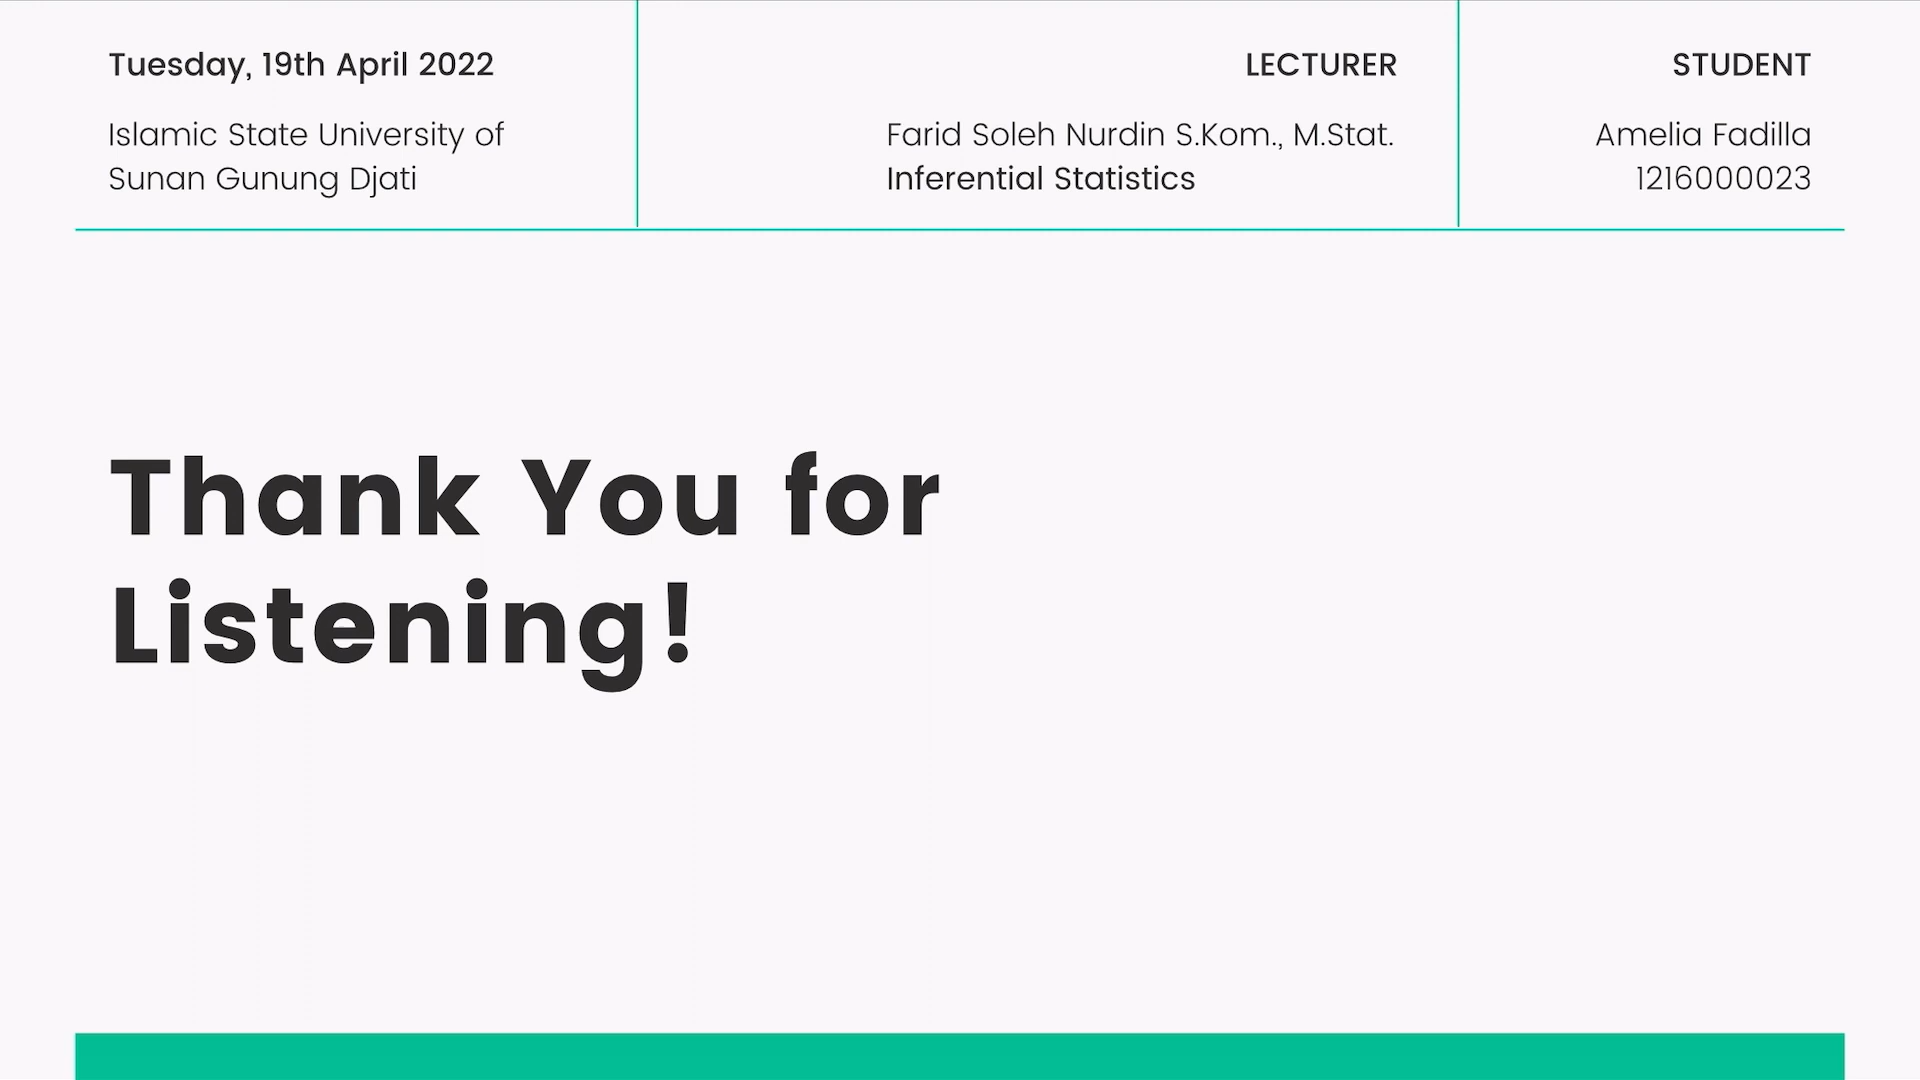 Tuesday, 19th April 2022
Islamic State University of
Sunan Gunung Djati
LECTURER
Farid Soleh Nurdin S.Kom., M.Stat.
Inferential Statistics
STUDENT
Amelia Fadilla
1216000023
Thank You for
Listening!